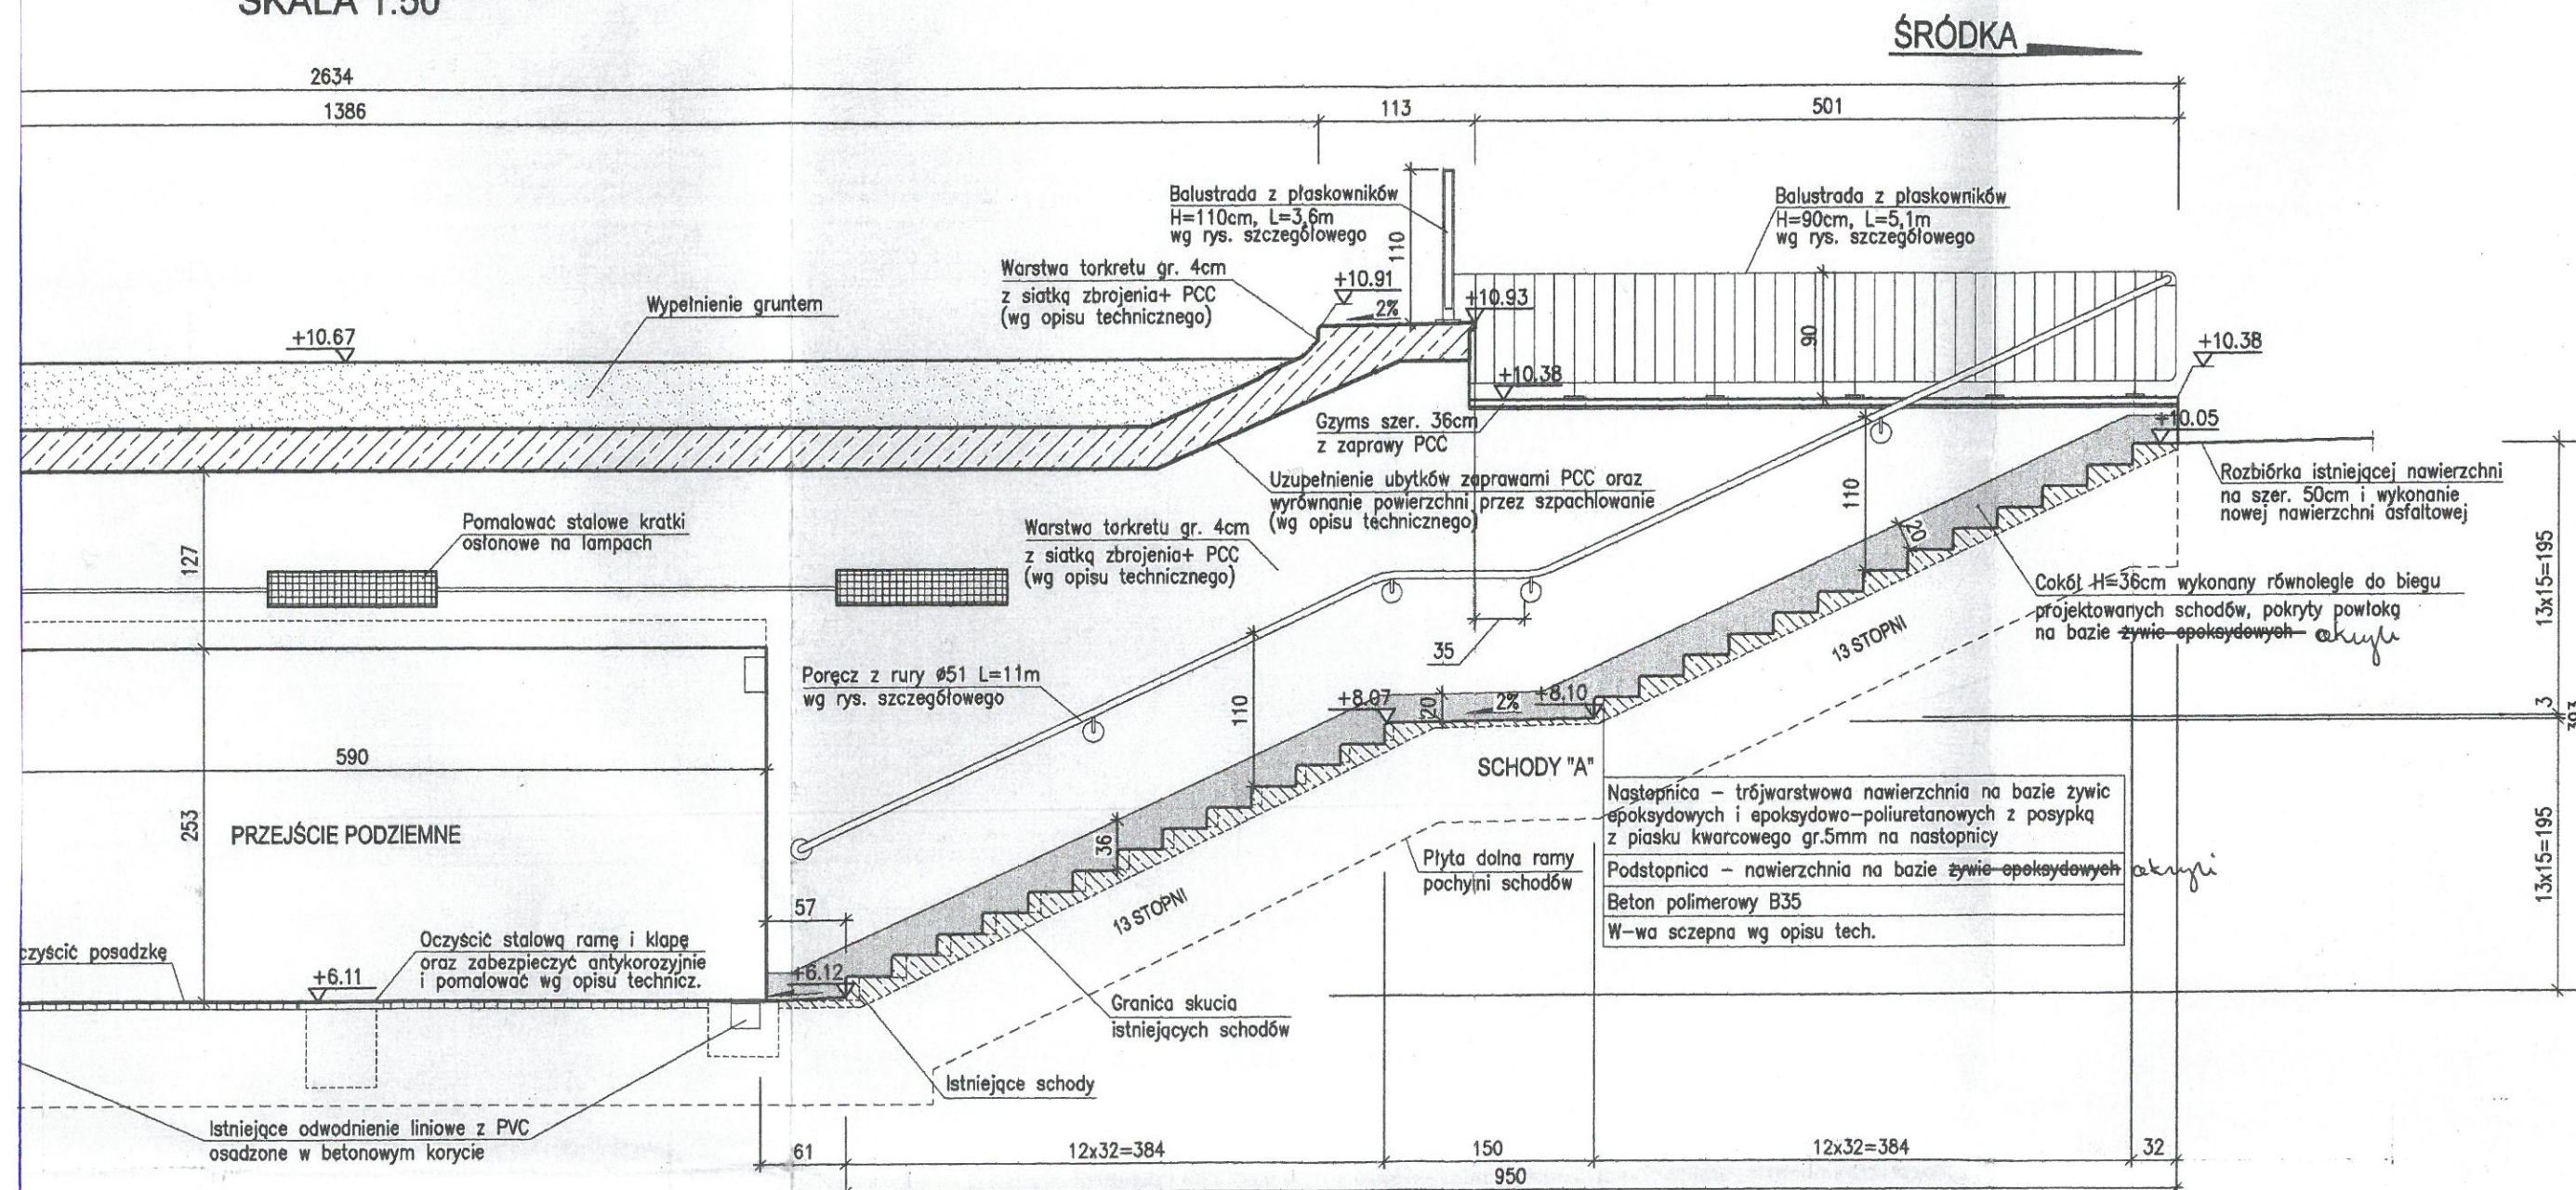 SKALA 1:50
ŚRÓDKA
2634
1386
113
501
Balustrada z płaskowników
H=110cm, L=3,6m
wg rys. szczegółowego
110
Balustrada z płaskowników
H=90cm, L=5,1m
wg rys. szczegółowego
Warstwa torkretu gr. 4cm
z siatką zbrojenia+ PCC
(wg opisu technicznego)
+10.91
2%
+10.93
Wypełnienie gruntem
+10.67
90
+10.38
+10.38
Gzyms szer. 36cm
z zaprawy PCC
+10.05
Uzupełnienie ubytków zaprawami PCC oraz
wyrównanie powierzchni przez szpachlowanie
(wg opisu technicznego)
Rozbiórka istniejącej nawierzchni
na szer. 50cm i wykonanie
nowej nawierzchni asfaltowej
Pomalować stalowe kratki
osłonowe na lampach
Warstwa torkretu gr. 4cm
z siatką zbrojenia+ PCC
(wg opisu technicznego)
127
110
20
13x15=195
Cokół H=36cm wykonany równolegle do biegu
projektowanych schodów, pokryty powłoką
na bazie żywic epoksydowych akryli
35
13 STOPNI
Poręcz z rury ø51 L=11m
wg rys. szczegółowego
110
+8.07
20
2%
+8.10
3
393
590
SCHODY "A"
253
PRZEJŚCIE PODZIEMNE
36
Nastopnica – trójwarstwowa nawierzchnia na bazie żywic
epoksydowych i epoksydowo-poliuretanowych z posypką
z piasku kwarcowego gr.5mm na nastopnicy
Podstopnica – nawierzchnia na bazie żywic epoksydowych akryli
Beton polimerowy B35
W-wa sczepna wg opisu tech.
13x15=195
Płyta dolna ramy
pochylni schodów
57
13 STOPNI
czyścić posadzkę
Oczyścić stalową ramę i klapę
oraz zabezpieczyć antykorozyjnie
i pomalować wg opisu technicz.
+6.11
+6.12
Granica skucia
istniejących schodów
Istniejące schody
Istniejące odwodnienie liniowe z PVC
osadzone w betonowym korycie
61
12x32=384
150
12x32=384
32
950